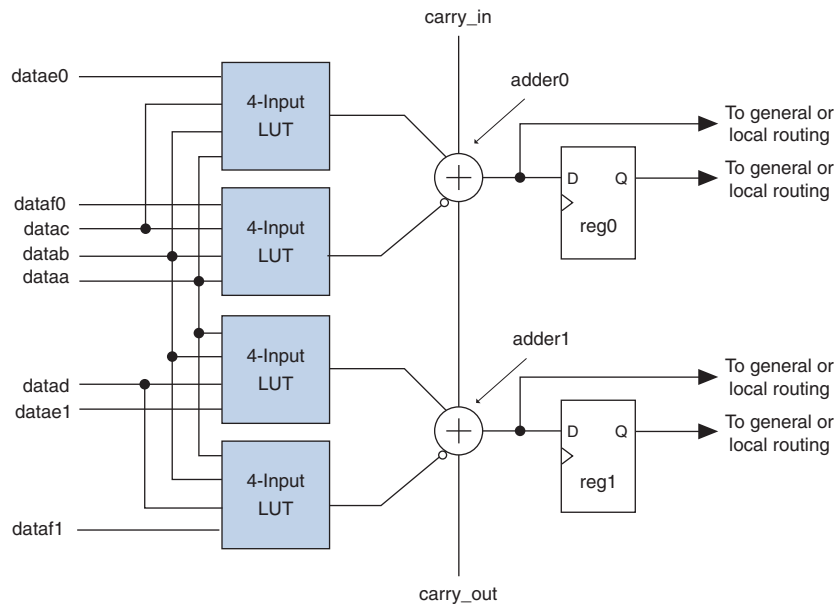 carry_in
adder0
datae0
4-Input
LUT
To general or
local routing
D Q
reg0
To general or
local routing
dataf0
datac
datab
dataa
4-Input
LUT
adder1
4-Input
LUT
To general or
local routing
datad
datae1
D Q
reg1
To general or
local routing
4-Input
LUT
dataf1
carry_out